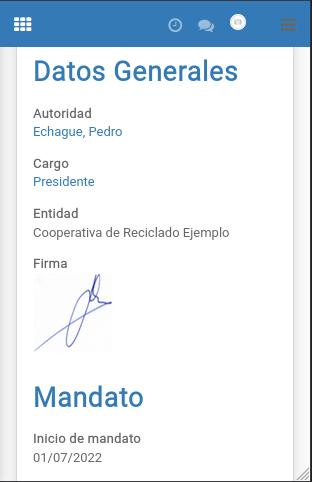 Datos Generales
Autoridad
Echague, Pedro
Cargo
Presidente
Entidad
Cooperativa de Reciclado Ejemplo
Firma
Mandato
Inicio de mandato
01/07/2022